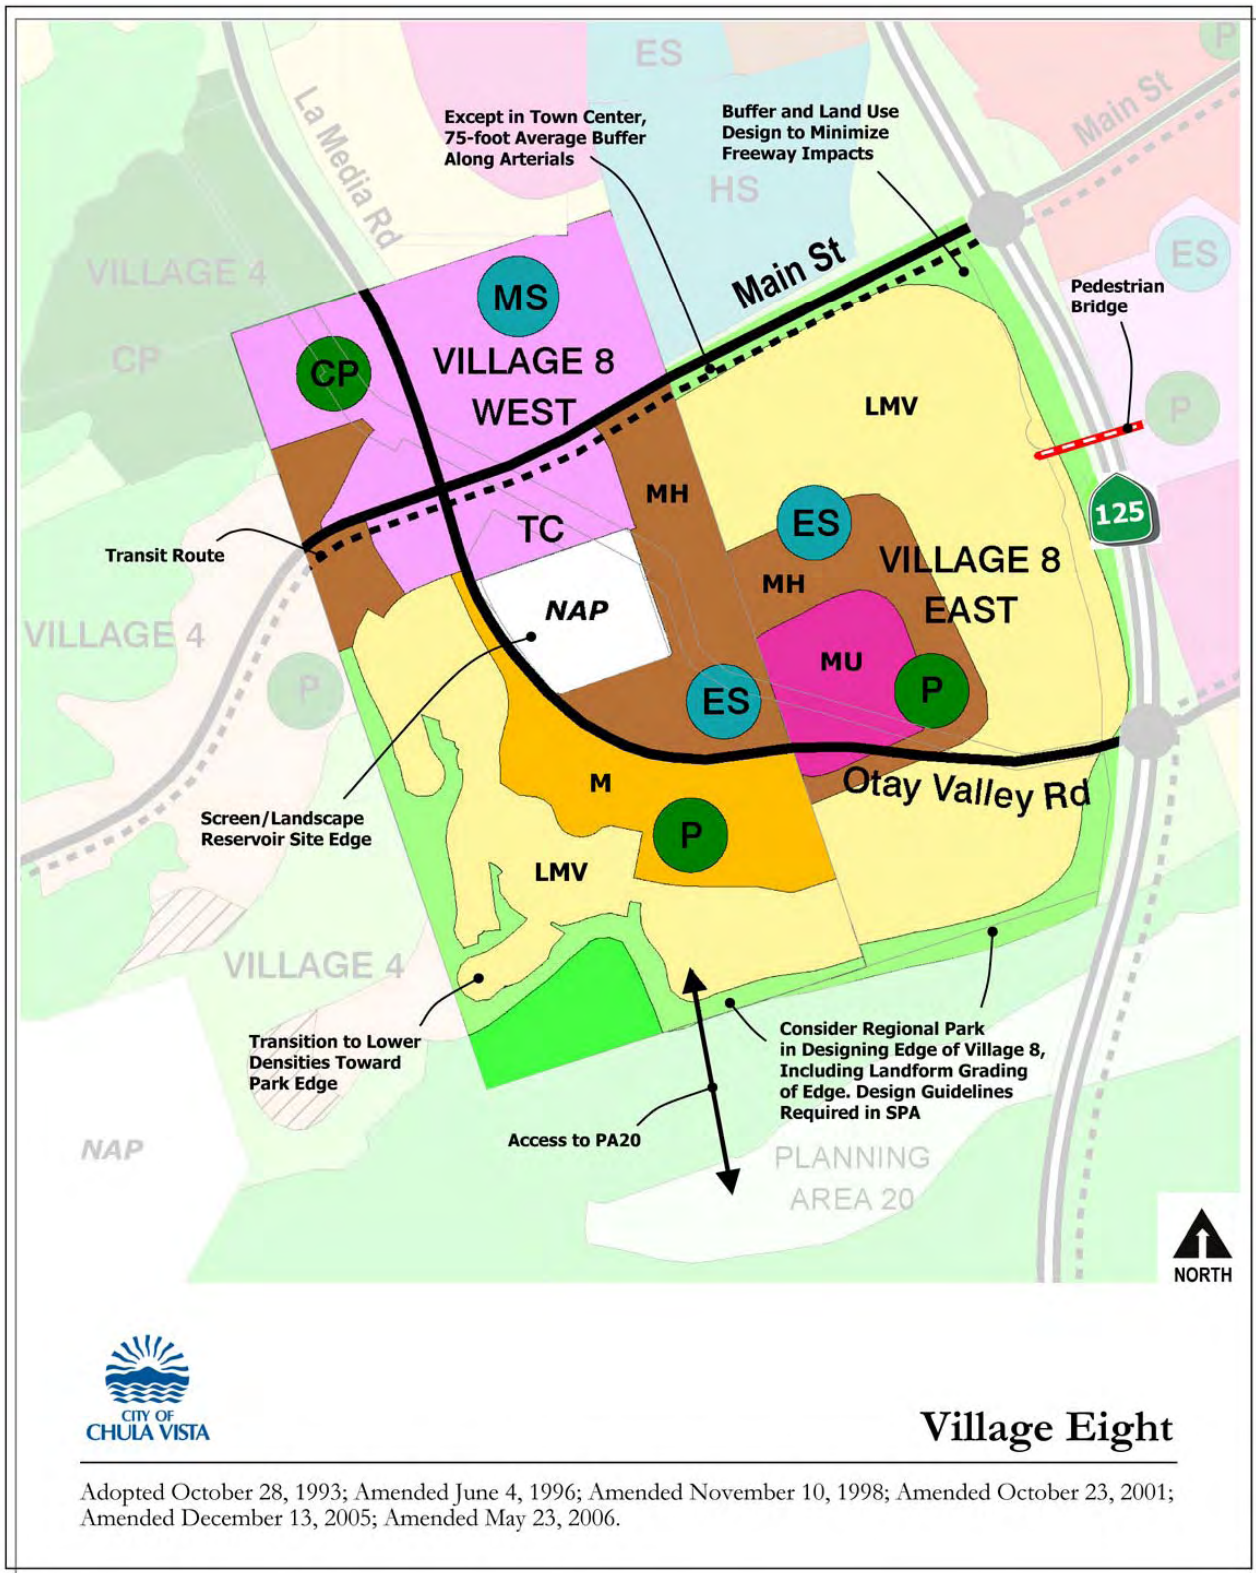 ES
P
Main St
La Media Rd
Except in Town Center,
75-foot Average Buffer
Along Arterials
Buffer and Land Use
Design to Minimize
Freeway Impacts
HS
VILLAGE 4
CP
MS
CP
VILLAGE 8
WEST
Main St
ES
Pedestrian
Bridge
P
LMV
MH
TC
ES
125
Transit Route
VILLAGE 8
EAST
MH
NAP
VILLAGE 4
P
MU
P
ES
M
Otay Valley Rd
Screen/Landscape
Reservoir Site Edge
P
LMV
VILLAGE 4
Transition to Lower
Densities Toward
Park Edge
Consider Regional Park
in Designing Edge of Village 8,
Including Landform Grading
of Edge. Design Guidelines
Required in SPA
Access to PA20
NAP
PLANNING
AREA 20
NORTH
CITY OF
CHULA VISTA
Village Eight
Adopted October 28, 1993; Amended June 4, 1996; Amended November 10, 1998; Amended October 23, 2001;
Amended December 13, 2005; Amended May 23, 2006.